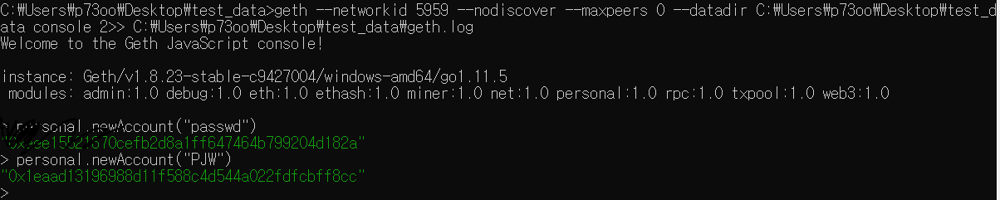 C:₩Users₩p73oo₩Desktop₩test_data>geth --networkid 5959 --nodiscover --maxpeers 0 --datadir C:₩Users₩p73oo₩Desktop₩test_d
ata console 2>> C:₩Users₩p73oo₩Desktop₩test_data₩geth.log
Welcome to the Geth JavaScript console!
instance: Geth/v1.8.23-stable-c9427004/windows-amd64/go1.11.5
modules: admin:1.0 debug:1.0 eth:1.0 ethash:1.0 miner:1.0 net:1.0 personal:1.0 rpc:1.0 txpool:1.0 web3:1.0
> personal.newAccount("passwd")
> personal.newAccount("PJW")
"0x1eaad13196988d11f588c4d544a022fdfcbff8cc"
>